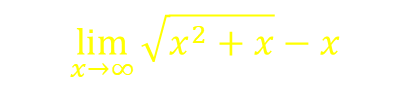 lim x→∞ √(x² + x) − x